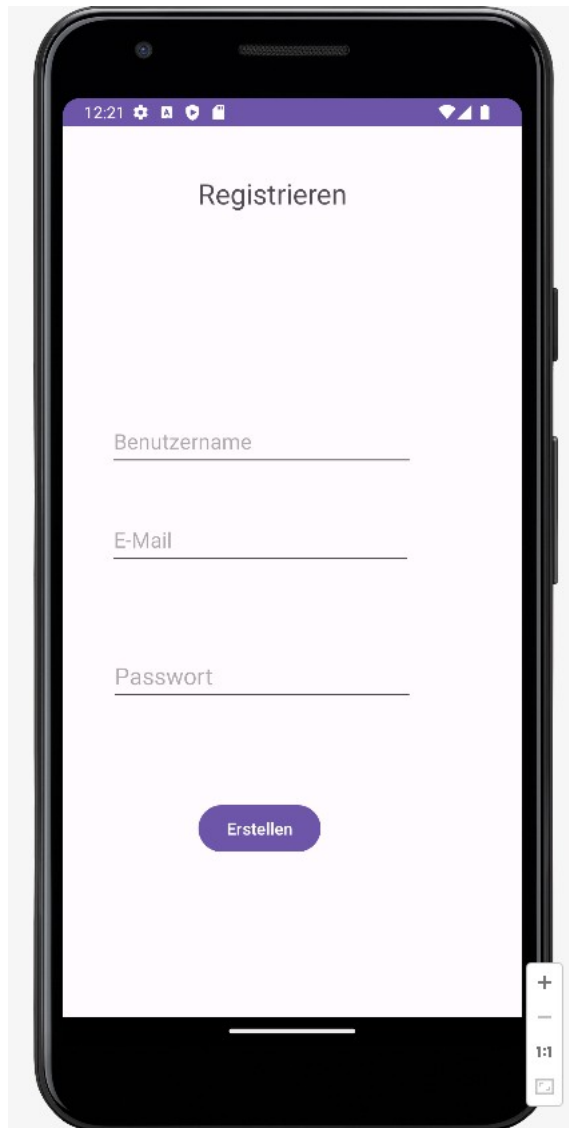 12:21
Registrieren
Benutzername
E-Mail
Passwort
Erstellen
+
−
1:1